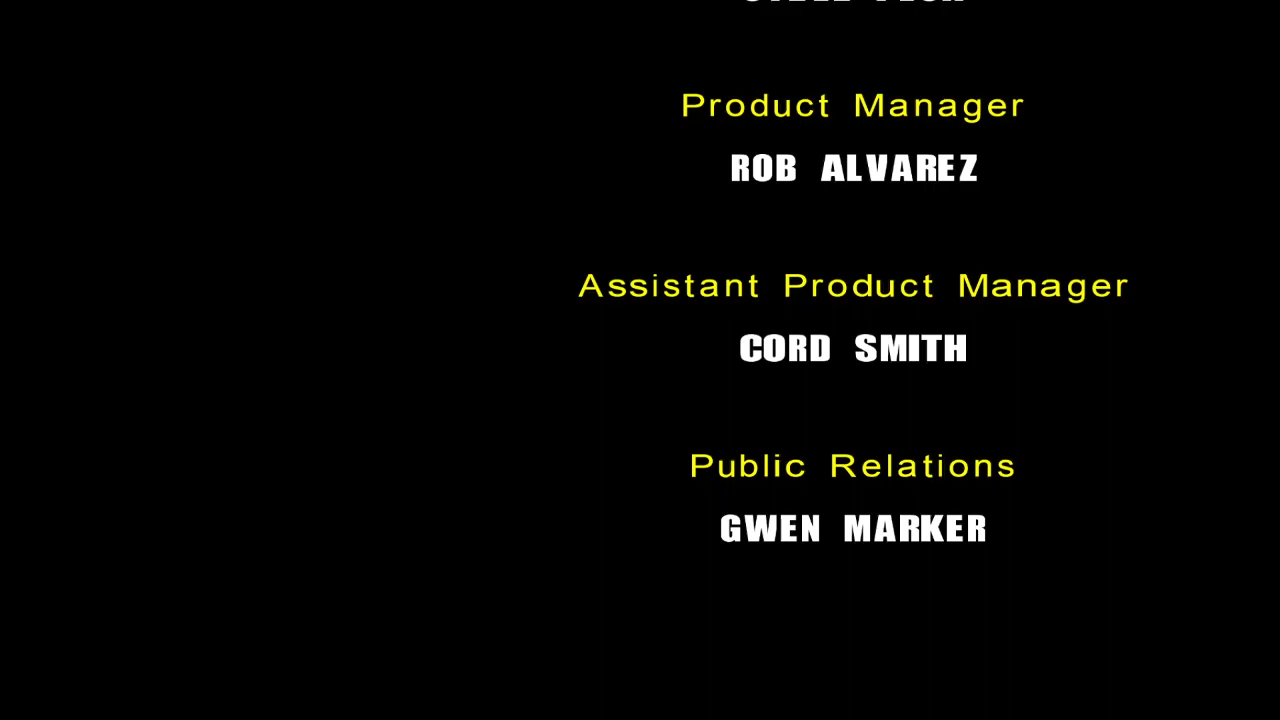 Product Manager
ROB ALVAREZ
Assistant Product Manager
CORD SMITH
Public Relations
GWEN MARKER